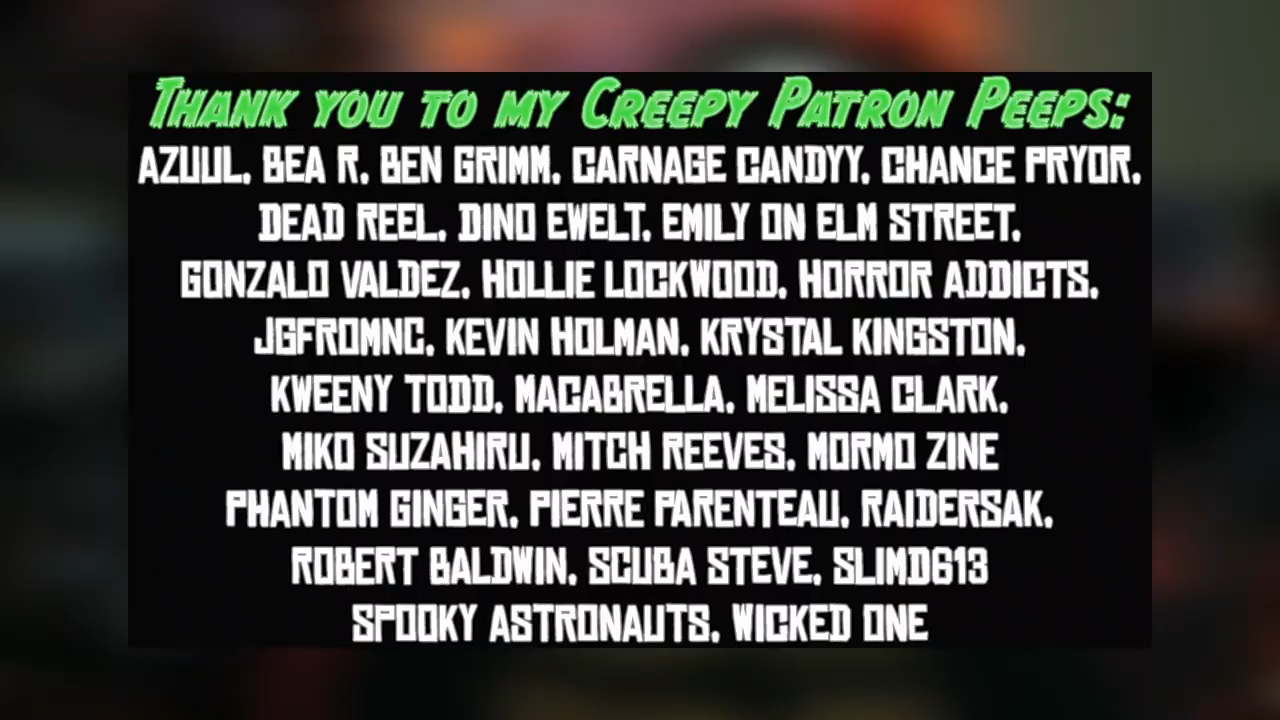 Thank you to my Creepy Patron Peeps:
AZUUL, BEA R, BEN GRIMM, CARNAGE CANDYY, CHANCE PRYOR,
DEAD REEL, DINO EWELT, EMILY ON ELM STREET,
GONZALO VALDEZ, HOLLIE LOCKWOOD, HORROR ADDICTS,
JGFROMNC, KEVIN HOLMAN, KRYSTAL KINGSTON,
KWEENY TODD, MACABRELLA, MELISSA CLARK,
MIKO SUZAHIRU, MITCH REEVES, MORMO ZINE
PHANTOM GINGER, PIERRE PARENTEAU, RAIDERSAK,
ROBERT BALDWIN, SCUBA STEVE, SLIMD613
SPOOKY ASTRONAUTS, WICKED ONE